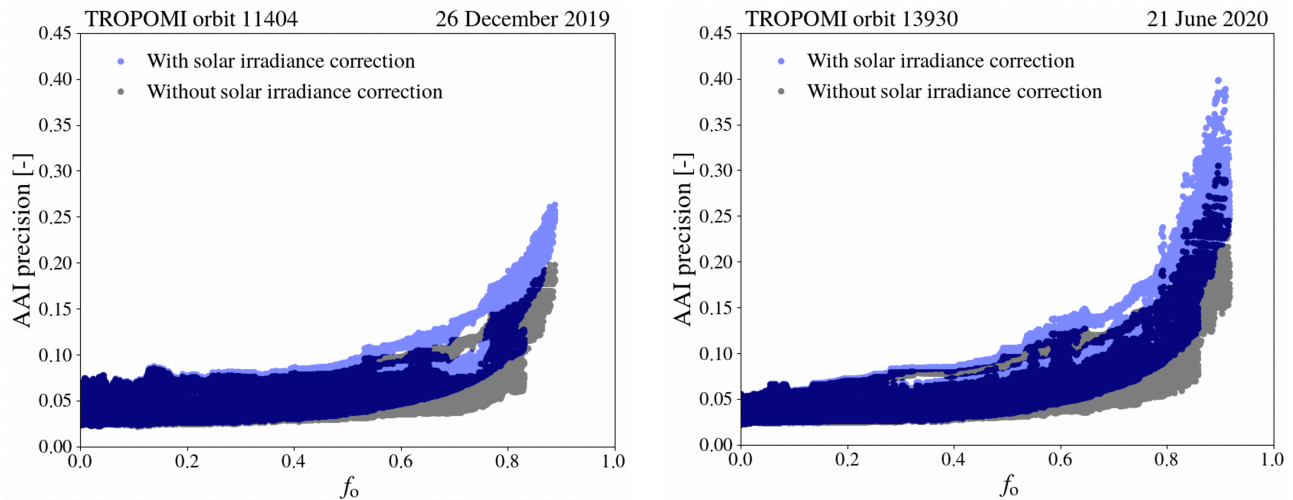 TROPOMI orbit 11404 26 December 2019
0.45
With solar irradiance correction
Without solar irradiance correction
0.40
0.35
0.30
0.25
0.20
0.15
0.10
0.05
0.00
AAI precision [-]
0.0 0.2 0.4 0.6 0.8 1.0
fo
TROPOMI orbit 13930 21 June 2020
0.45
With solar irradiance correction
Without solar irradiance correction
0.40
0.35
0.30
0.25
0.20
0.15
0.10
0.05
0.00
AAI precision [-]
0.0 0.2 0.4 0.6 0.8 1.0
fo